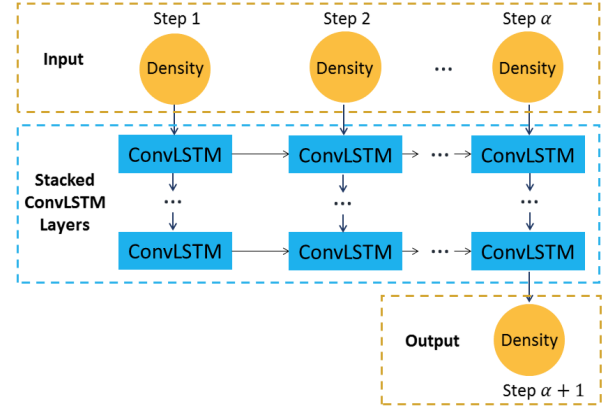 Step 1 Step 2 Step α
Input Density Density ... Density
ConvLSTM ConvLSTM ... ConvLSTM
Stacked
ConvLSTM
Layers
... ... ...
ConvLSTM ConvLSTM ... ConvLSTM
Output Density
Step α + 1